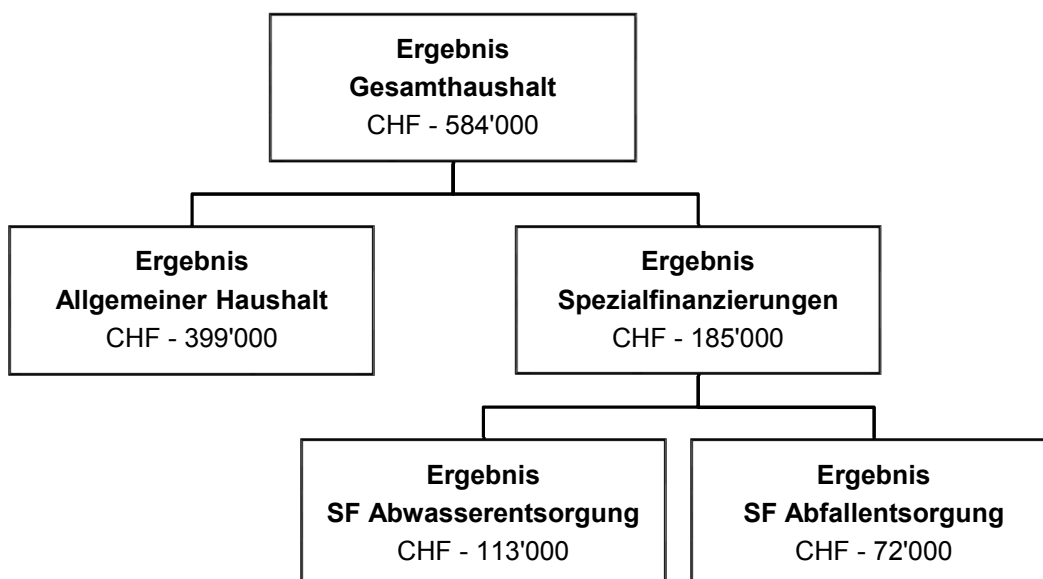 Ergebnis
Gesamthaushalt
CHF - 584'000
Ergebnis
Allgemeiner Haushalt
CHF - 399'000
Ergebnis
Spezialfinanzierungen
CHF - 185'000
Ergebnis
SF Abwasserentsorgung
CHF - 113'000
Ergebnis
SF Abfallentsorgung
CHF - 72'000